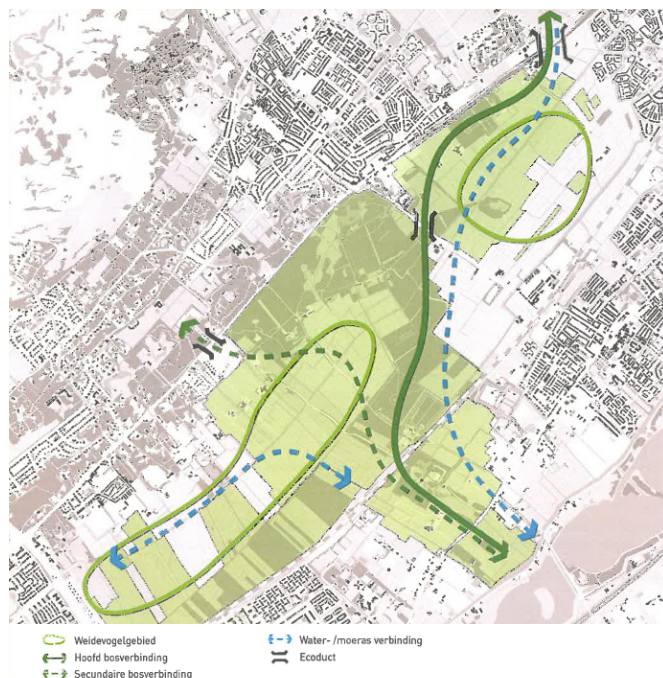 Weidevogelgebied
Hoofd bosverbinding
Secundaire bosverbinding
Water- /moeras verbinding
Ecoduct